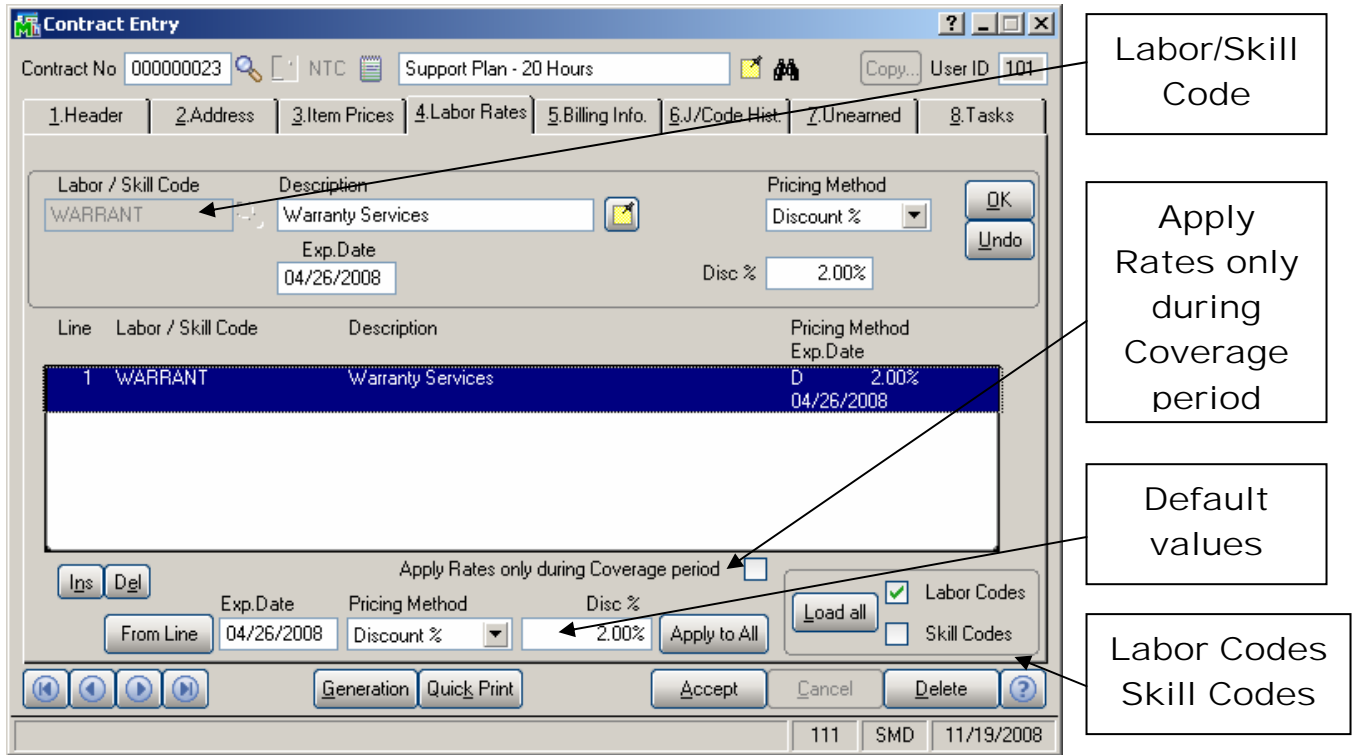 Contract Entry
Contract No 000000023 NTC Support Plan - 20 Hours Copy... User ID 101
1.Header 2.Address 3.Item Prices 4.Labor Rates 5.Billing Info. 6.J/Code Hist. 7.Unearned 8.Tasks
Labor / Skill Code Description Pricing Method
WARRANT Warranty Services Discount % OK
Undo
Exp.Date
04/26/2008 Disc % 2.00%
Line Labor / Skill Code Description Pricing Method
Exp.Date
1 WARRANT Warranty Services D 2.00%
04/26/2008
Apply Rates only during Coverage period
Ins Del
Exp.Date Pricing Method Disc %
From Line 04/26/2008 Discount % 2.00% Apply to All
Load all Labor Codes
Skill Codes
Generation Quick Print Accept Cancel Delete
111 SMD 11/19/2008
Labor/Skill
Code
Apply
Rates only
during
Coverage
period
Default
values
Labor Codes
Skill Codes